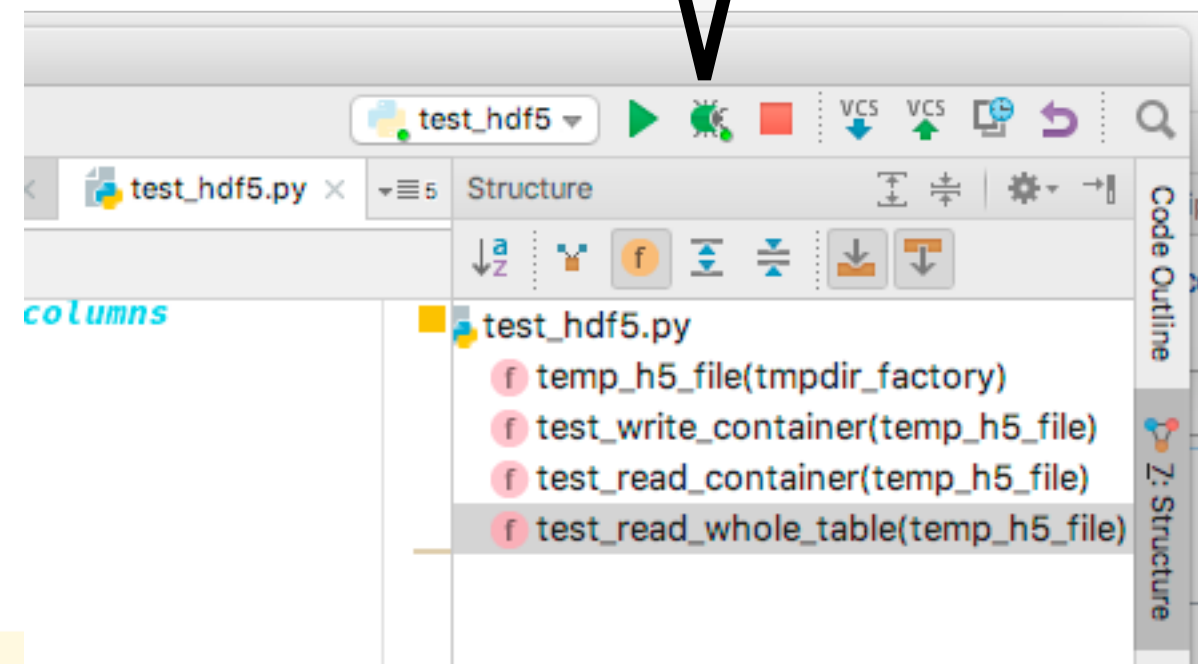 test_hdf5
VCS VCS
test_hdf5.py 5
Structure
a
z
f
columns
test_hdf5.py
f temp_h5_file(tmpdir_factory)
f test_write_container(temp_h5_file)
f test_read_container(temp_h5_file)
f test_read_whole_table(temp_h5_file)
Code Outline
7: Structure